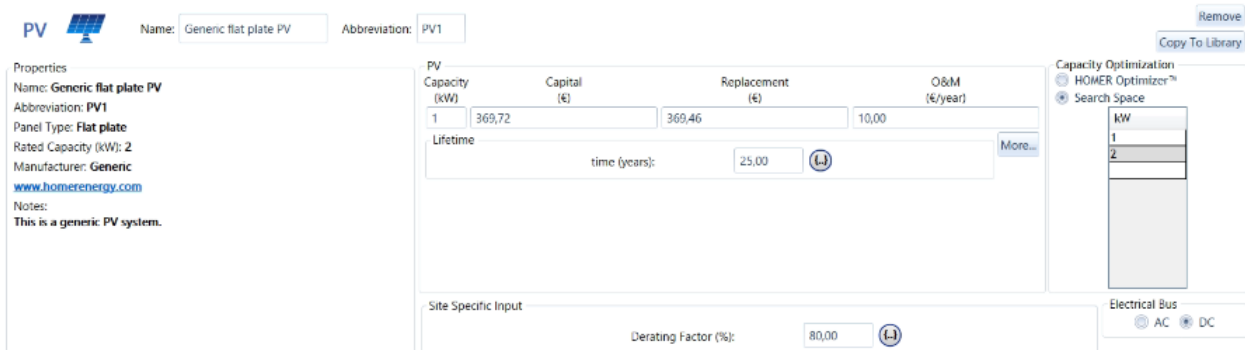 PV
Name: Generic flat plate PV
Abbreviation: PV1
Remove
Copy To Library
Properties
Name: Generic flat plate PV
Abbreviation: PV1
Panel Type: Flat plate
Rated Capacity (kW): 2
Manufacturer: Generic
www.homerenergy.com
Notes:
This is a generic PV system.
PV
Capacity (kW)
Capital (€)
Replacement (€)
O&M (€/year)
1 369,72 369,46 10,00
Lifetime
time (years): 25,00 {..}
More...
Site Specific Input
Derating Factor (%): 80,00 {..}
Capacity Optimization
HOMER Optimizer™
Search Space
kW
1
2
Electrical Bus
AC DC